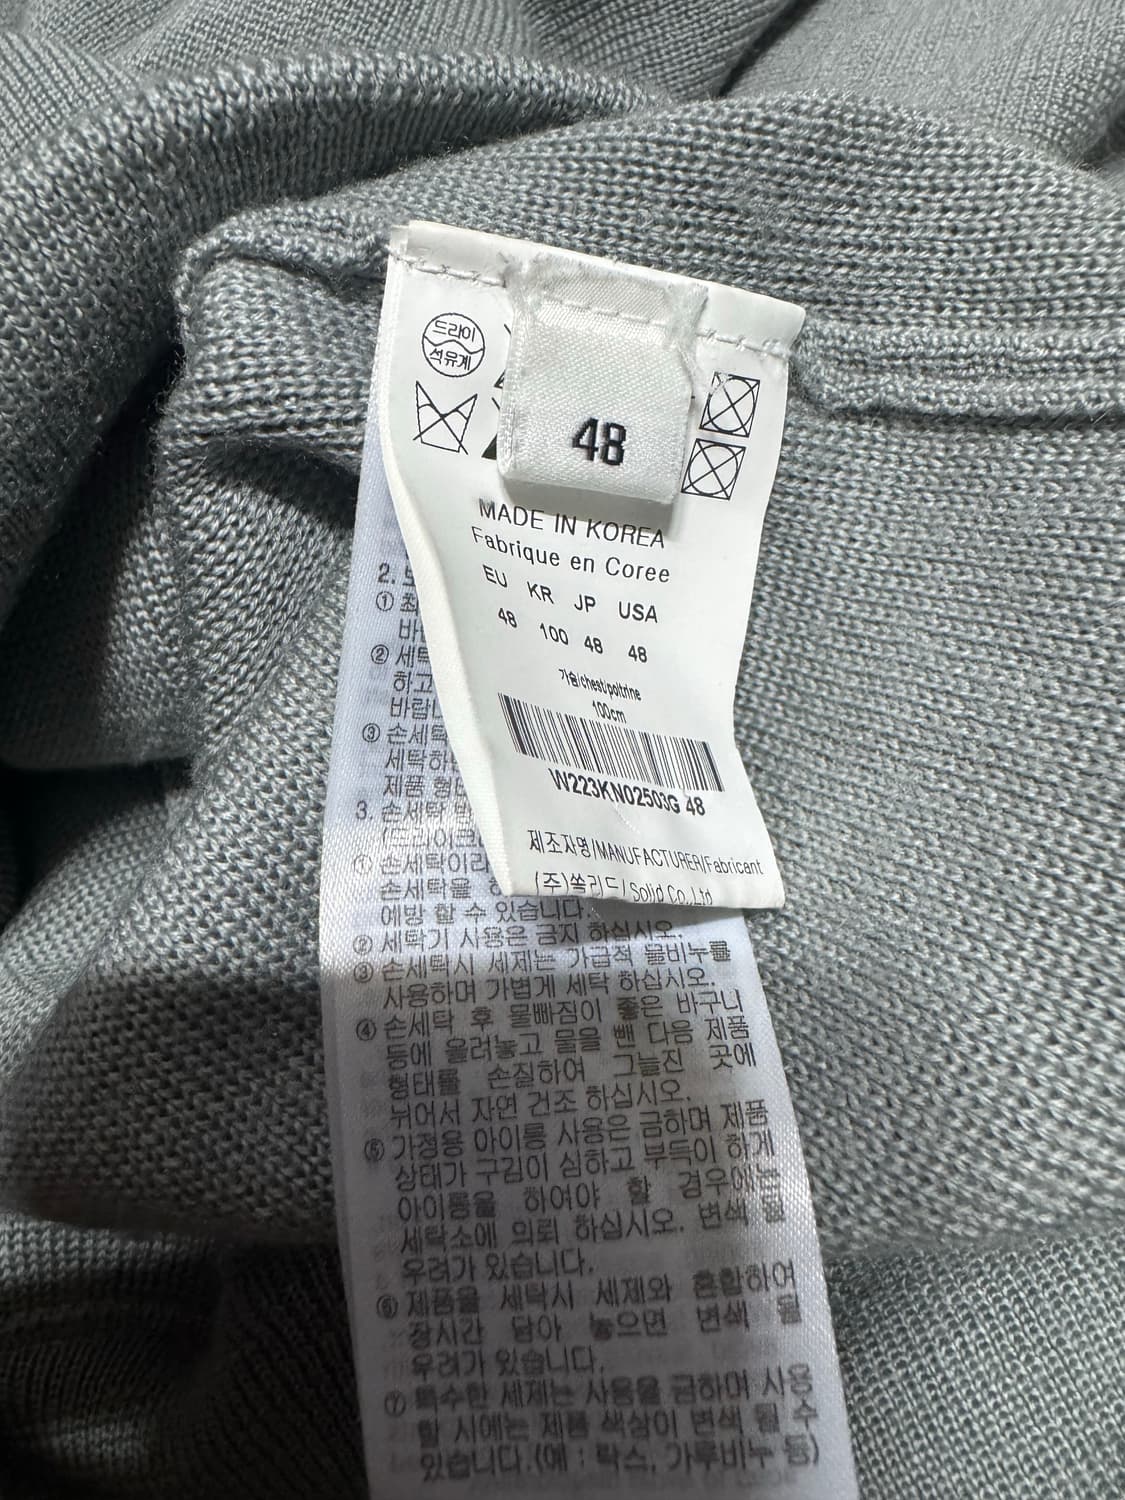 드라이
석유계
48
MADE IN KOREA
Fabrique en Coree
EU KR JP USA
48 100 48 48
가슴/chest/poitrine
100cm
W223KN02503G 48
제조자명/MANUFACTURER/Fabricant
(주)쏠리드/Solid Co.,Ltd
2.
①
②
하고
③ 손세탁
제품
3. 손세탁
① 손세탁이라
손세탁을
예방 할 수 있습니다.
② 세탁기 사용은 금지 하십시오.
③ 손세탁시 세제는 가급적 물비누를
사용하며 가볍게 세탁 하십시오.
④ 손세탁 후 물빠짐이 좋은 바구니
등에 올려놓고 물을 뺀 다음 제품
형태를 손질하여 그늘진 곳에
뉘어서 자연 건조 하십시오.
⑤ 가정용 아이롱 사용은 금하며 제품
상태가 구김이 심하고 부득이 하게
아이롱을 하여야 할 경우에는
세탁소에 의뢰 하십시오. 변색 될
우려가 있습니다.
⑥ 제품을 세탁시 세제와 혼합하여
장시간 담아 놓으면 변색 될
우려가 있습니다.
⑦ 특수한 세제는 사용을 금하며 사용
할 시에는 제품 색상이 변색 될 수
있습니다.(예 : 락스, 가루비누 등)